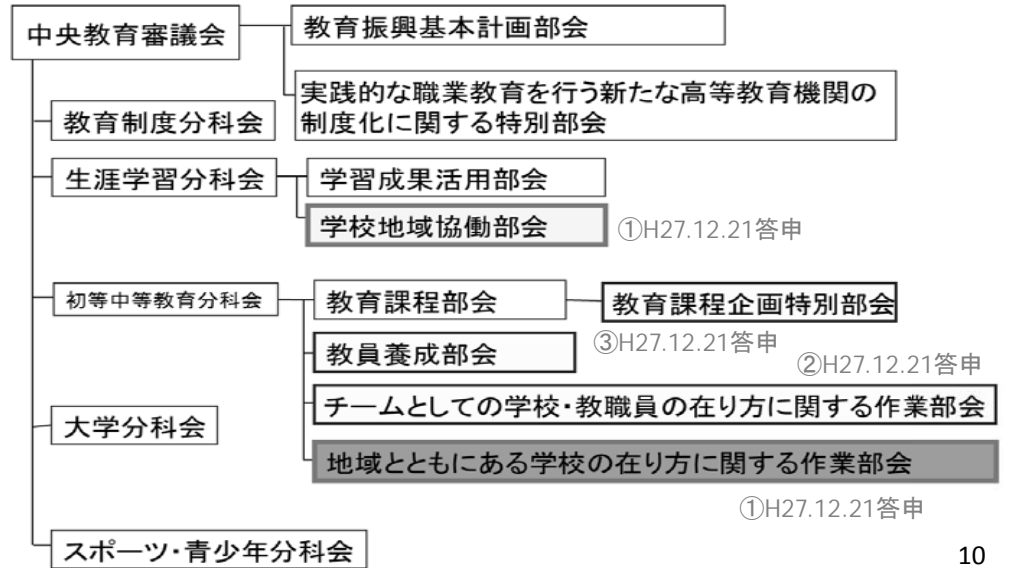 中央教育審議会
教育振興基本計画部会
実践的な職業教育を行う新たな高等教育機関の
制度化に関する特別部会
教育制度分科会
生涯学習分科会
学習成果活用部会
学校地域協働部会
①H27.12.21答申
初等中等教育分科会
教育課程部会
教育課程企画特別部会
教員養成部会
③H27.12.21答申
②H27.12.21答申
チームとしての学校・教職員の在り方に関する作業部会
大学分科会
地域とともにある学校の在り方に関する作業部会
①H27.12.21答申
スポーツ・青少年分科会
10